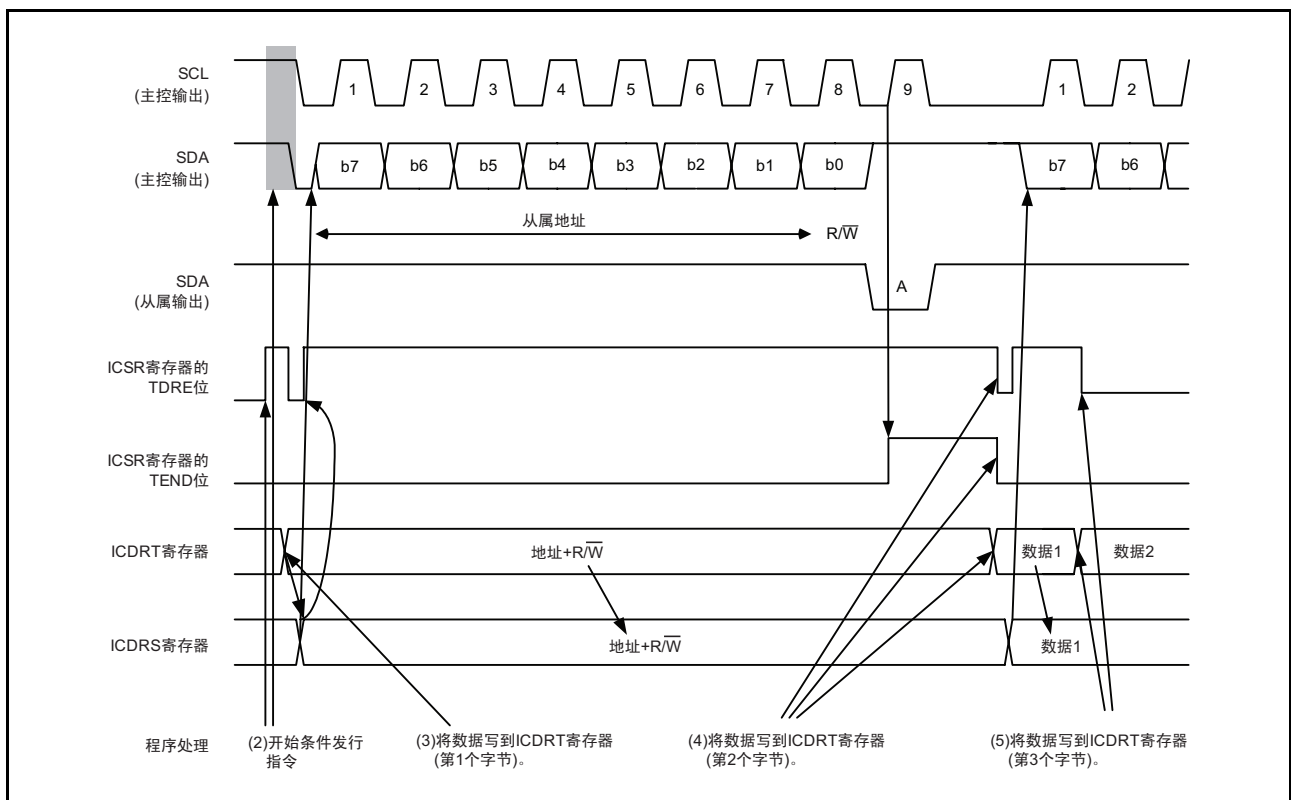 SCL
(主控输出)
1
2
3
4
5
6
7
8
9
1
2
SDA
(主控输出)
b7
b6
b5
b4
b3
b2
b1
b0
b7
b6
从属地址
R/W̅
SDA
(从属输出)
A
ICSR寄存器的
TDRE位
ICSR寄存器的
TEND位
ICDRT寄存器
地址+R/W̅
数据1
数据2
ICDRS寄存器
地址+R/W̅
数据1
程序处理
(2)开始条件发行
指令
(3)将数据写到ICDRT寄存器
(第1个字节)。
(4)将数据写到ICDRT寄存器
(第2个字节)。
(5)将数据写到ICDRT寄存器
(第3个字节)。